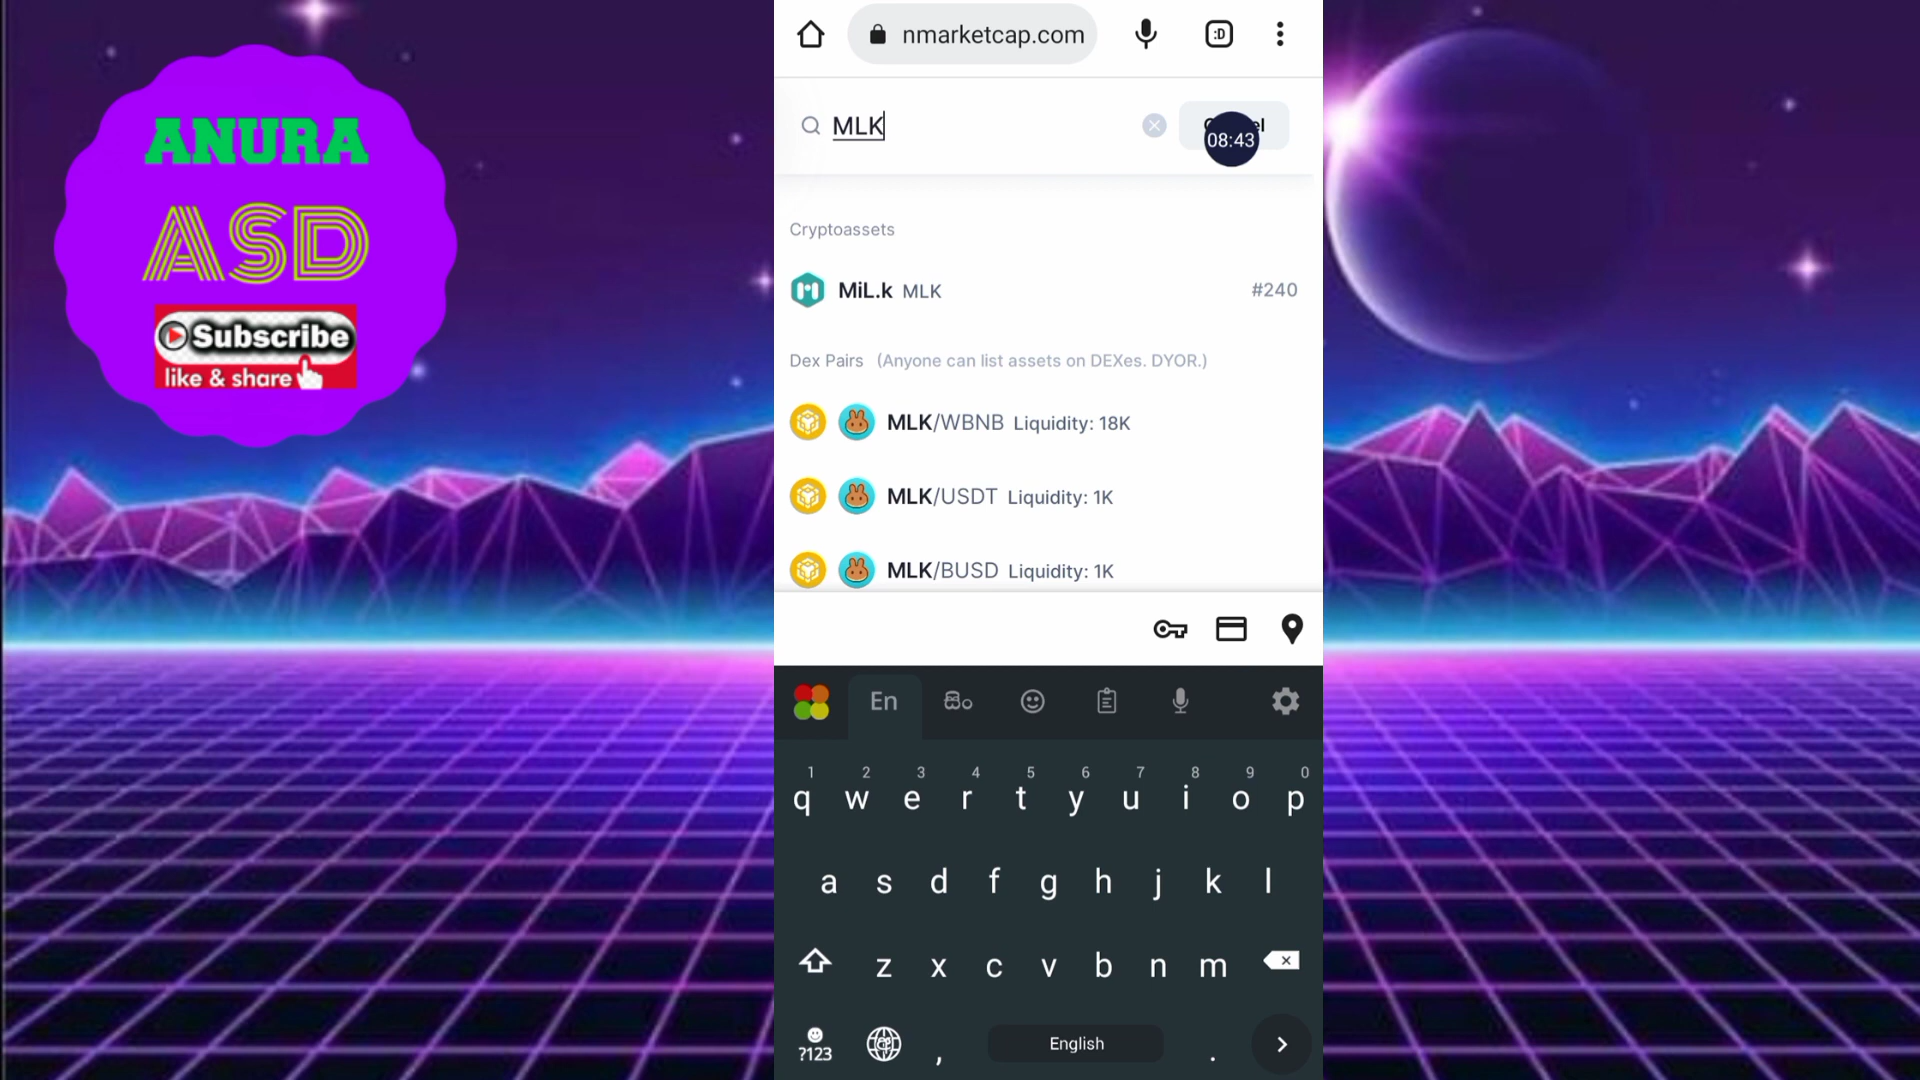 ANURA
ASD
Subscribe
like & share
nmarketcap.com
:D
MLK
08:43
Cryptoassets
MiL.k MLK #240
Dex Pairs (Anyone can list assets on DEXes. DYOR.)
MLK/WBNB Liquidity: 18K
MLK/USDT Liquidity: 1K
MLK/BUSD Liquidity: 1K
En
1 2 3 4 5 6 7 8 9 0
q w e r t y u i o p
a s d f g h j k l
z x c v b n m
?123 , English .